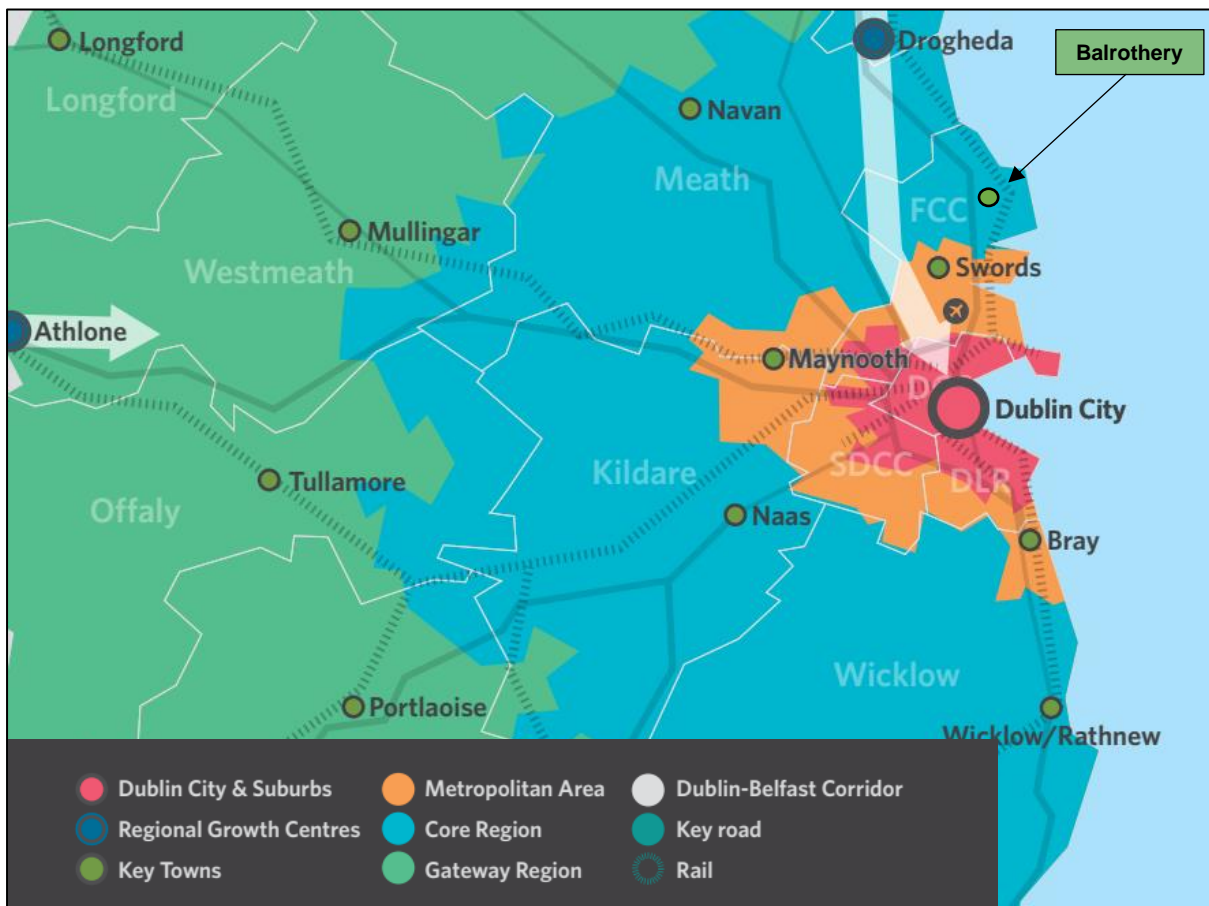 Longford
Drogheda
Balrothery
Longford
Navan
Meath
FCC
Mullingar
Swords
Westmeath
Athlone
Maynooth
DCC
Dublin City
Kildare
SDCC
DLR
Tullamore
Offaly
Naas
Bray
Wicklow
Portlaoise
Wicklow/Rathnew
Dublin City & Suburbs
Metropolitan Area
Dublin-Belfast Corridor
Regional Growth Centres
Core Region
Key road
Key Towns
Gateway Region
Rail